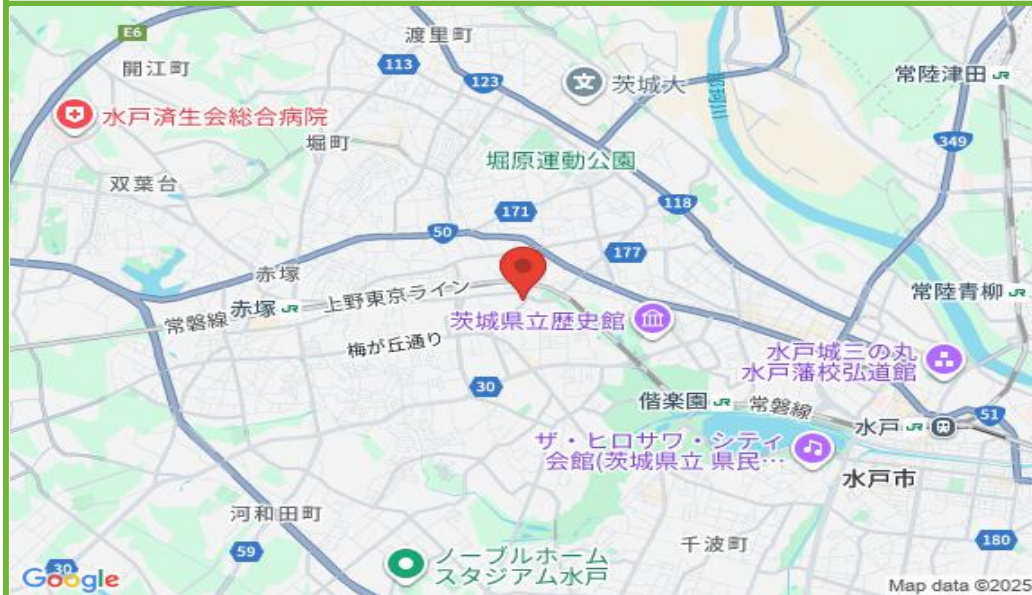 E6
渡里町
開江町
113
123
茨城大
常陸津田
水戸済生会総合病院
堀町
349
堀原運動公園
双葉台
171
118
50
177
赤塚
上野東京ライン
常陸青柳
常磐線
赤塚
茨城県立歴史館
梅が丘通り
水戸城三の丸
水戸藩校弘道館
30
偕楽園
常磐線
51
水戸
ザ・ヒロサワ・シティ
会館(茨城県立 県民…
水戸市
河和田町
59
千波町
180
ノーブルホーム
スタジアム水戸
30
Google
Map data ©2025